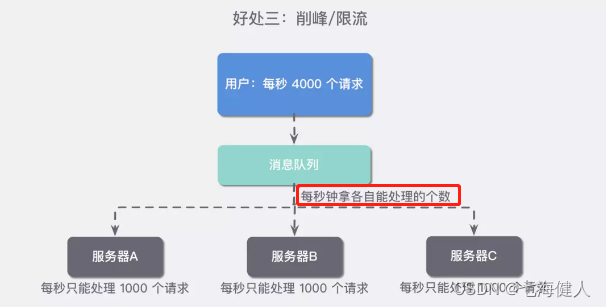 好处三：削峰/限流
用户：每秒 4000 个请求
消息队列
每秒钟拿各自能处理的个数
服务器A
服务器B
服务器C
每秒只能处理 1000 个请求
每秒只能处理 1000 个请求
每秒只能处理 1000 个请求
CSDN @毛海健人